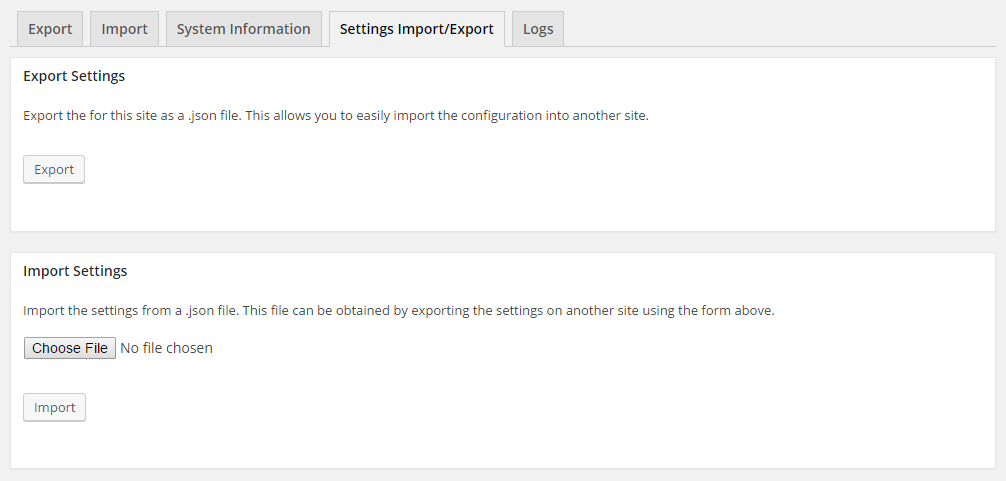 Export Import System Information Settings Import/Export Logs
Export Settings
Export the for this site as a .json file. This allows you to easily import the configuration into another site.
Export
Import Settings
Import the settings from a .json file. This file can be obtained by exporting the settings on another site using the form above.
Choose File No file chosen
Import